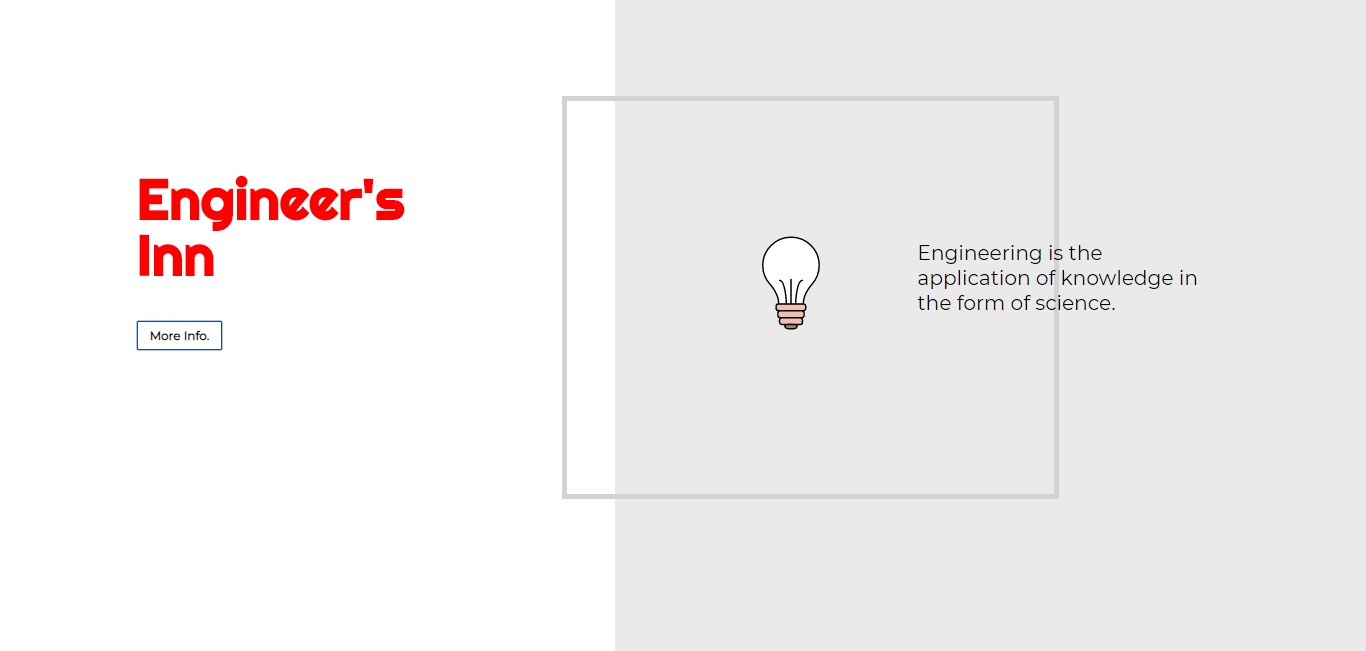 Engineer's
Inn
More Info.
Engineering is the
application of knowledge in
the form of science.